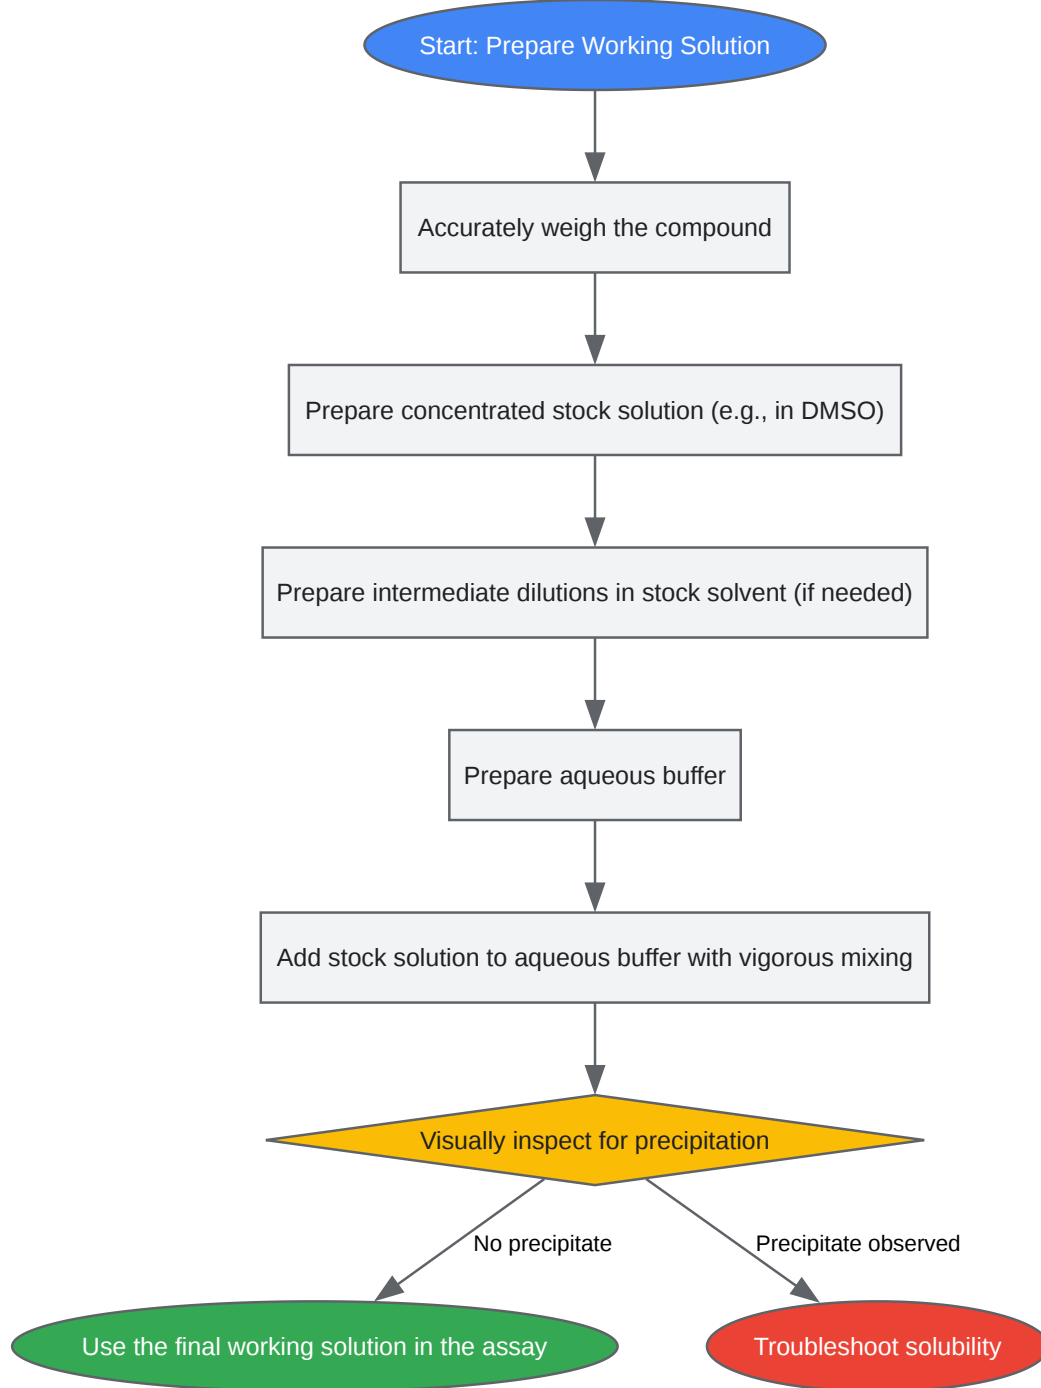 Start: Prepare Working Solution
Accurately weigh the compound
Prepare concentrated stock solution (e.g., in DMSO)
Prepare intermediate dilutions in stock solvent (if needed)
Prepare aqueous buffer
Add stock solution to aqueous buffer with vigorous mixing
Visually inspect for precipitation
No precipitate
Precipitate observed
Use the final working solution in the assay
Troubleshoot solubility